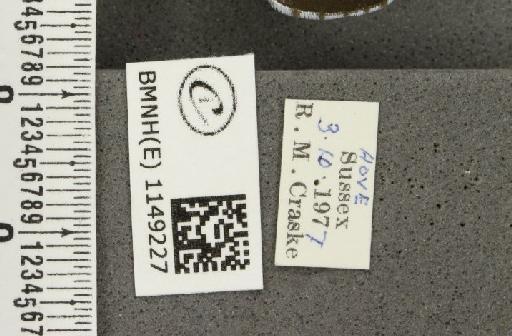 BMNH(E) 1149227
HOVE
Sussex
3.10.1977
R. M. Craske